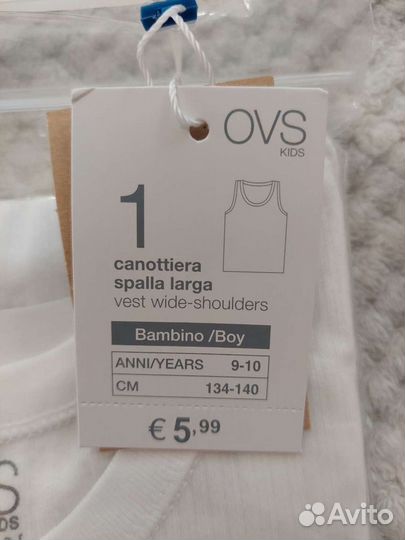 OVS
KIDS
1
canottiera
spalla larga
vest wide-shoulders
Bambino /Boy
ANNI/YEARS 9-10
CM 134-140
€ 5,99
Avito